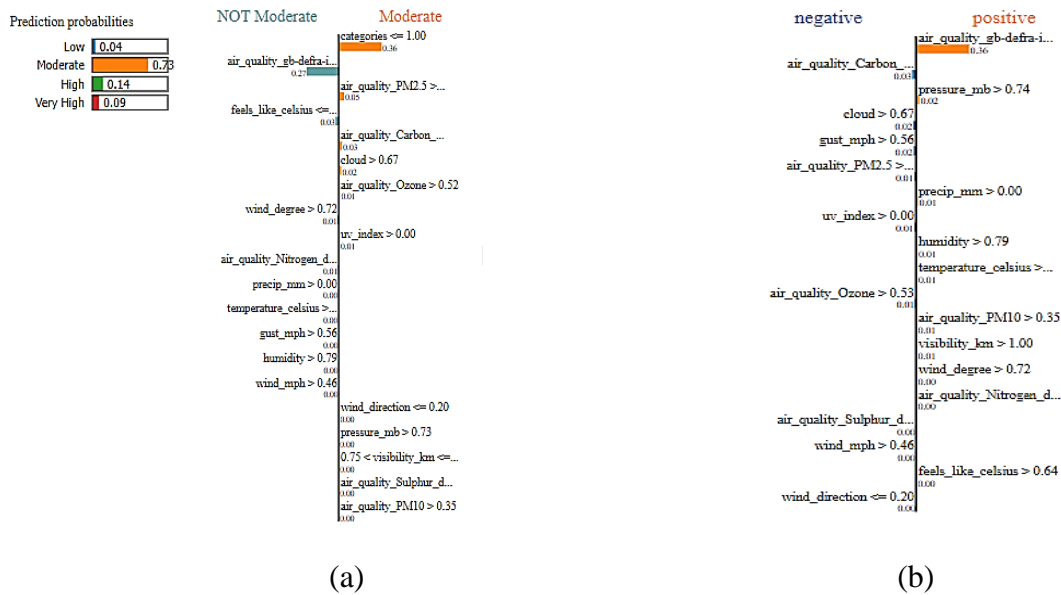 Prediction probabilities
Low 0.04
Moderate 0.73
High 0.14
Very High 0.09
NOT Moderate Moderate
categories <= 1.00
0.36
air_quality_gb-defra-i...
0.27
air_quality_PM2.5 >...
0.05
feels_like_celsius <=...
0.03
air_quality_Carbon_...
0.03
cloud > 0.67
0.02
air_quality_Ozone > 0.52
0.01
wind_degree > 0.72
0.01
uv_index > 0.00
0.01
air_quality_Nitrogen_d...
0.01
precip_mm > 0.00
0.00
temperature_celsius >...
0.00
gust_mph > 0.56
0.00
humidity > 0.79
0.00
wind_mph > 0.46
0.00
wind_direction <= 0.20
0.00
pressure_mb > 0.73
0.00
0.75 < visibility_km <=...
0.00
air_quality_Sulphur_d...
0.00
air_quality_PM10 > 0.35
0.00
(a)
negative positive
air_quality_gb-defra-i...
0.36
air_quality_Carbon_...
0.03
pressure_mb > 0.74
0.02
cloud > 0.67
0.02
gust_mph > 0.56
0.02
air_quality_PM2.5 >...
0.01
precip_mm > 0.00
0.01
uv_index > 0.00
0.01
humidity > 0.79
0.01
temperature_celsius >...
0.01
air_quality_Ozone > 0.53
0.01
air_quality_PM10 > 0.35
0.01
visibility_km > 1.00
0.01
wind_degree > 0.72
0.00
air_quality_Nitrogen_d...
0.00
air_quality_Sulphur_d...
0.00
wind_mph > 0.46
0.00
feels_like_celsius > 0.64
0.00
wind_direction <= 0.20
0.00
(b)